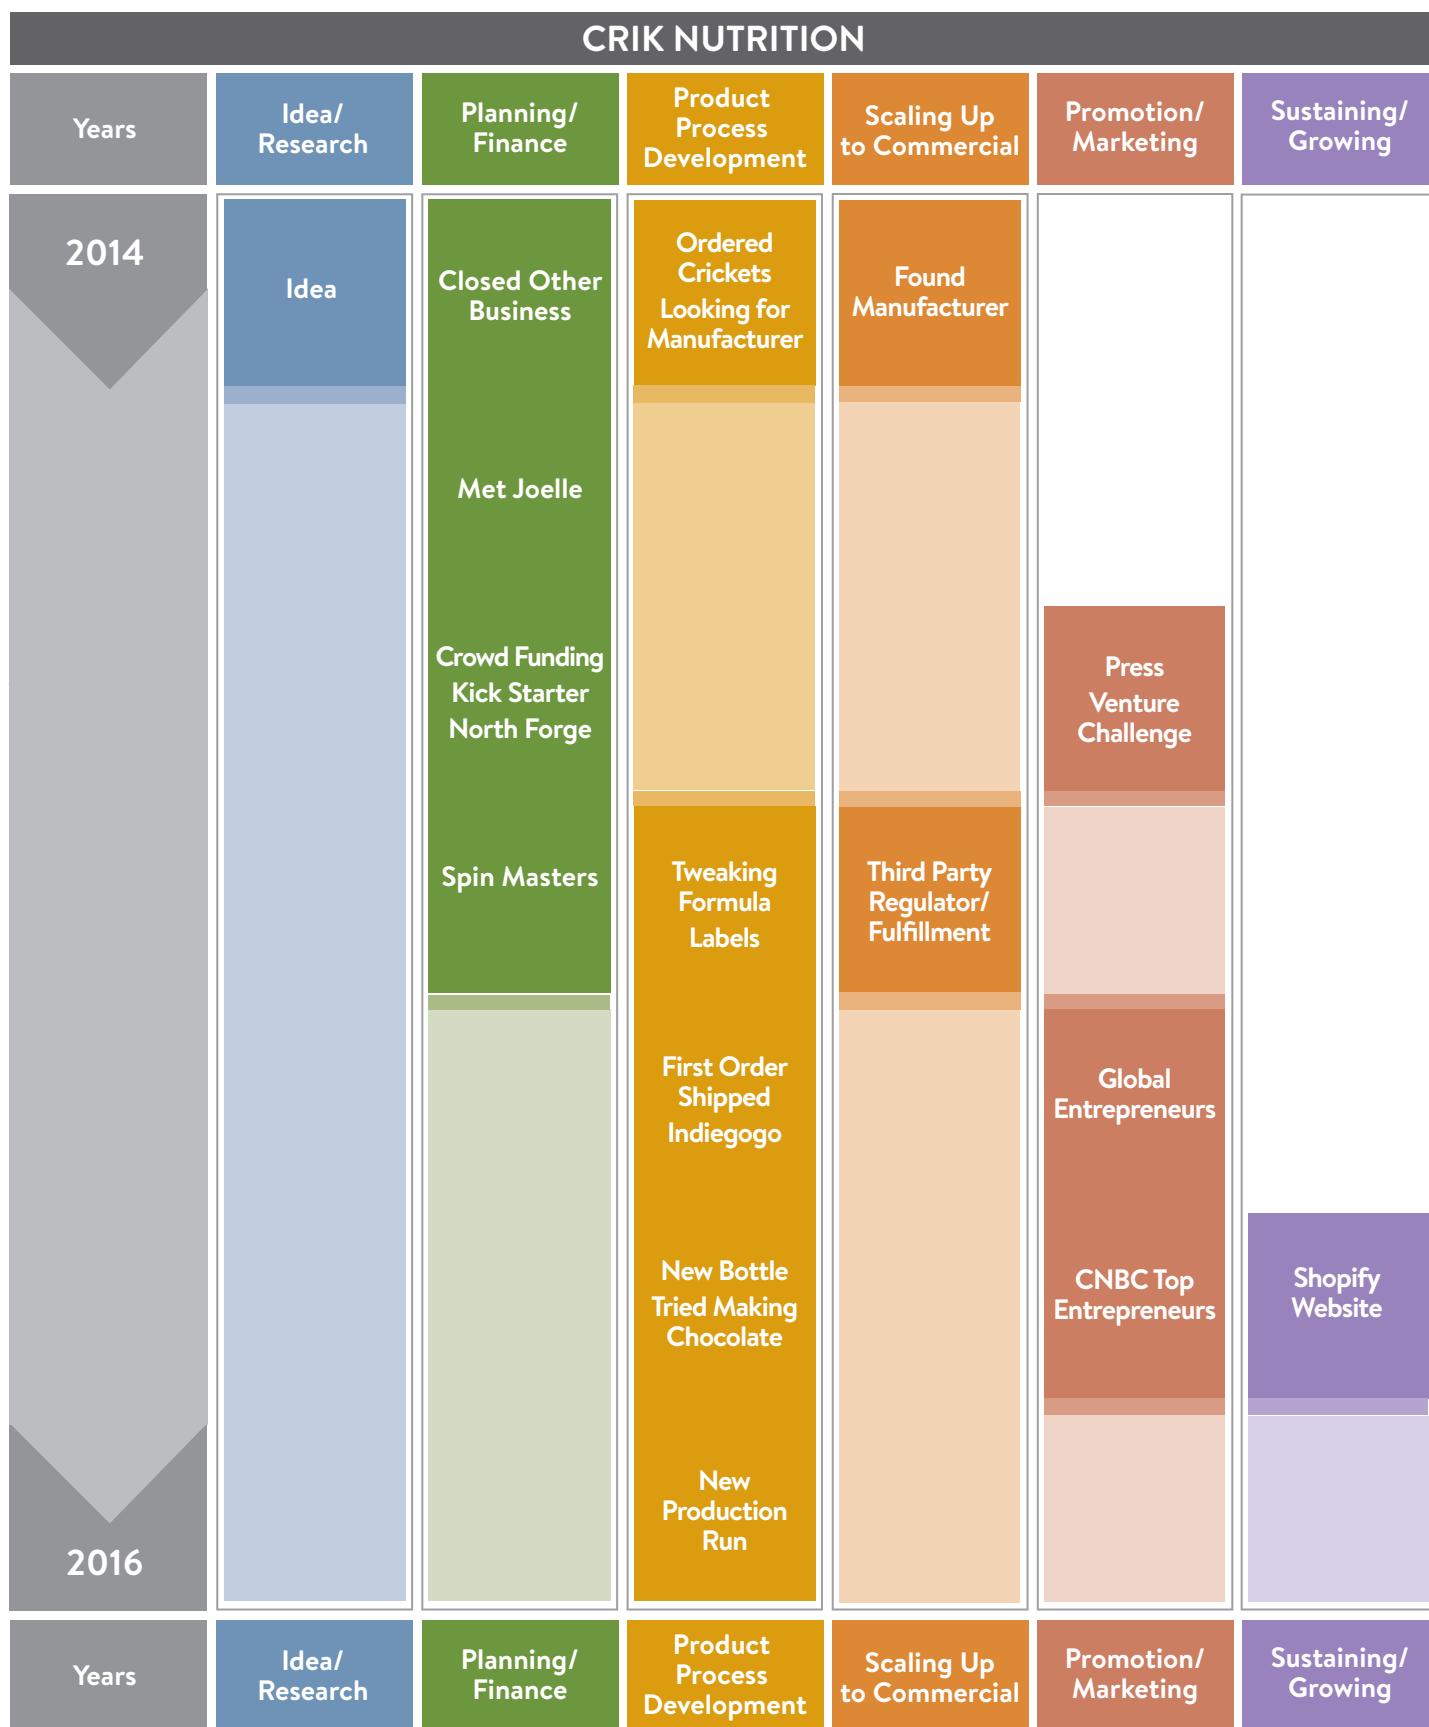 CRIK NUTRITION
Years
Idea/
Research
Planning/
Finance
Product
Process
Development
Scaling Up
to Commercial
Promotion/
Marketing
Sustaining/
Growing
2014
Idea
Closed Other
Business
Ordered
Crickets
Looking for
Manufacturer
Found
Manufacturer
Met Joelle
Crowd Funding
Kick Starter
North Forge
Press
Venture
Challenge
Spin Masters
Tweaking
Formula
Labels
Third Party
Regulator/
Fulfillment
First Order
Shipped
Indiegogo
Global
Entrepreneurs
New Bottle
Tried Making
Chocolate
CNBC Top
Entrepreneurs
Shopify
Website
New
Production
Run
2016
Years
Idea/
Research
Planning/
Finance
Product
Process
Development
Scaling Up
to Commercial
Promotion/
Marketing
Sustaining/
Growing